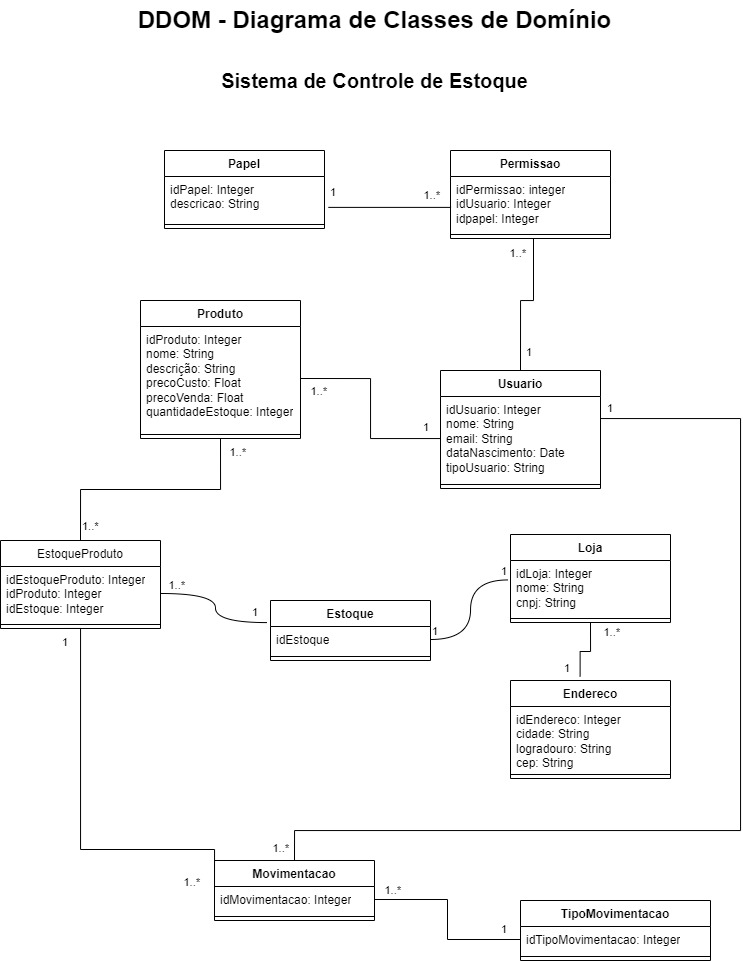 DDOM - Diagrama de Classes de Domínio
Sistema de Controle de Estoque
Papel
idPapel: Integer
descricao: String
1
1..*
Permissao
idPermissao: integer
idUsuario: Integer
idpapel: Integer
1..*
1
Produto
idProduto: Integer
nome: String
descrição: String
precoCusto: Float
precoVenda: Float
quantidadeEstoque: Integer
1..*
1
Usuario
idUsuario: Integer
nome: String
email: String
dataNascimento: Date
tipoUsuario: String
1
1..*
1..*
EstoqueProduto
idEstoqueProduto: Integer
idProduto: Integer
idEstoque: Integer
1..*
1
Estoque
idEstoque
1
1
Loja
idLoja: Integer
nome: String
cnpj: String
1..*
1
Endereco
idEndereco: Integer
cidade: String
logradouro: String
cep: String
1
1..*
1..*
Movimentacao
idMovimentacao: Integer
1..*
1
TipoMovimentacao
idTipoMovimentacao: Integer